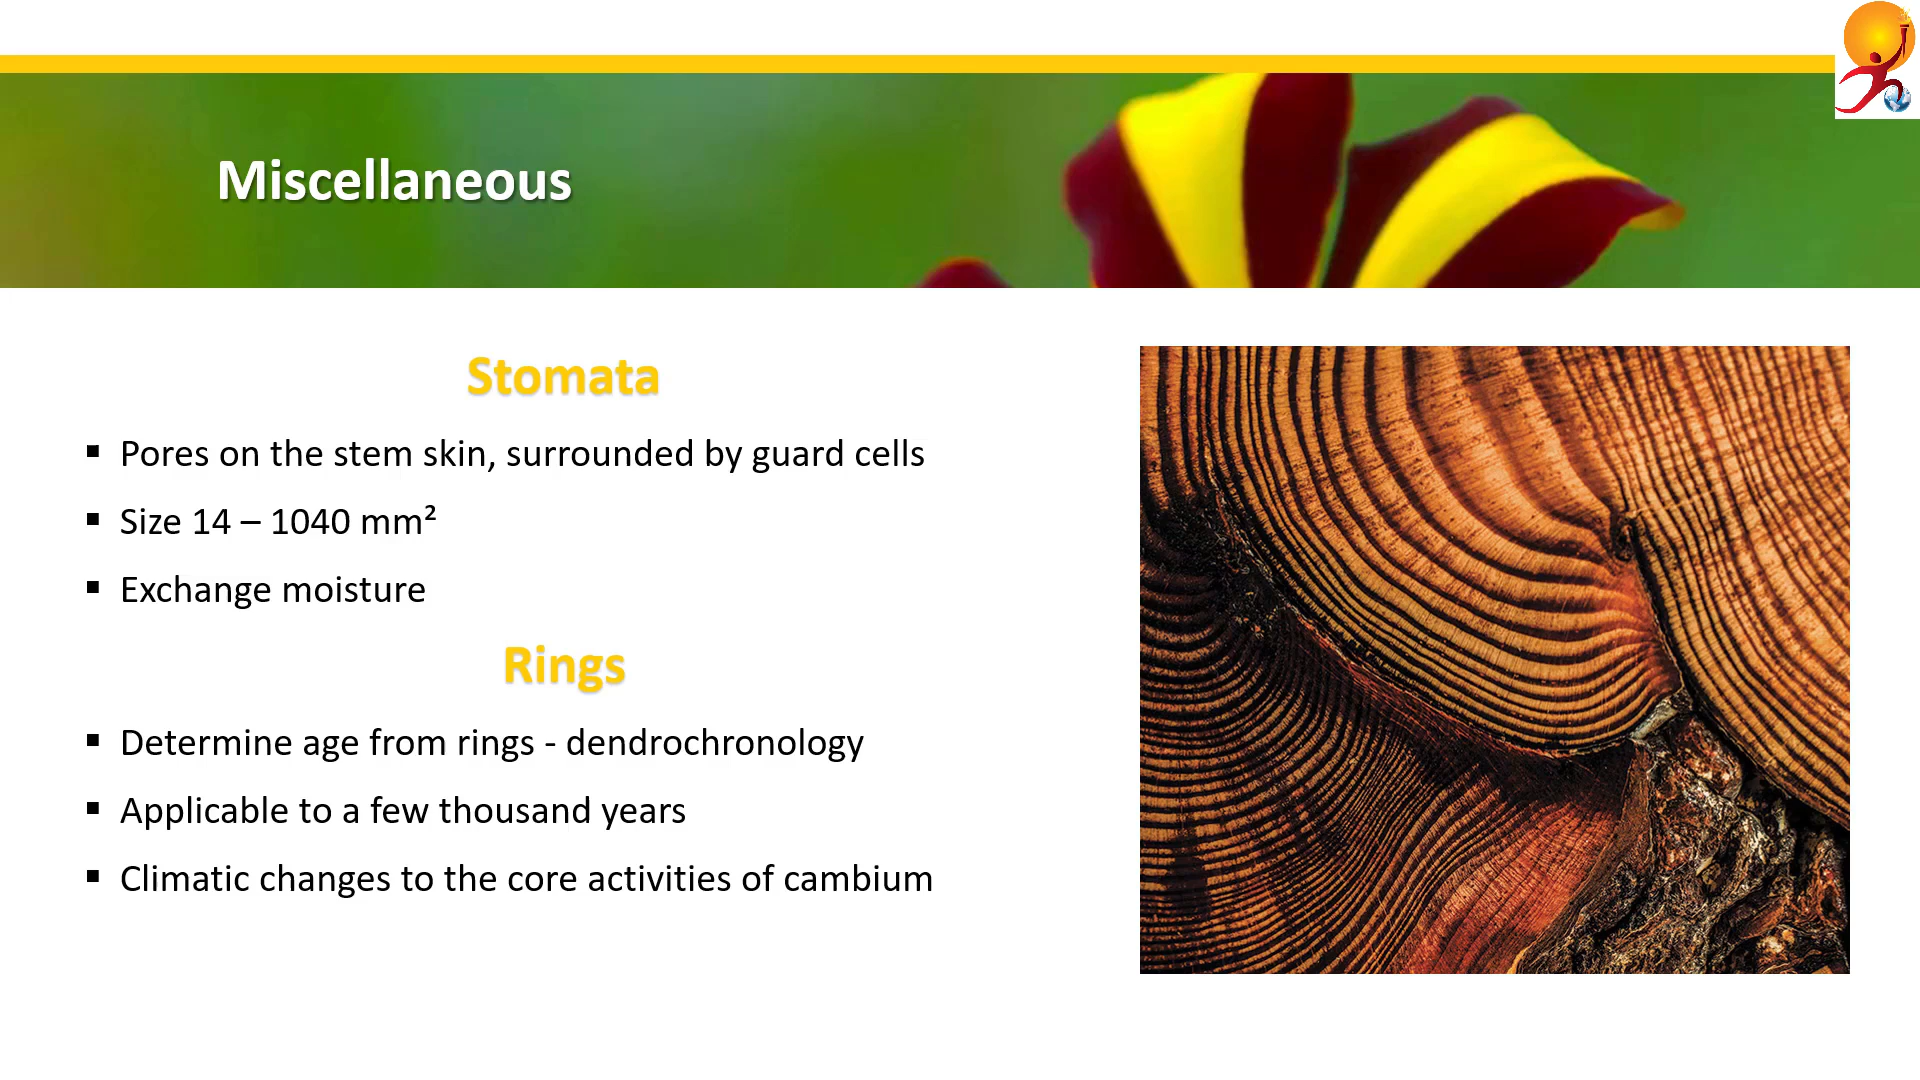 Miscellaneous
Stomata
▪ Pores on the stem skin, surrounded by guard cells
▪ Size 14 – 1040 mm²
▪ Exchange moisture
Rings
▪ Determine age from rings - dendrochronology
▪ Applicable to a few thousand years
▪ Climatic changes to the core activities of cambium